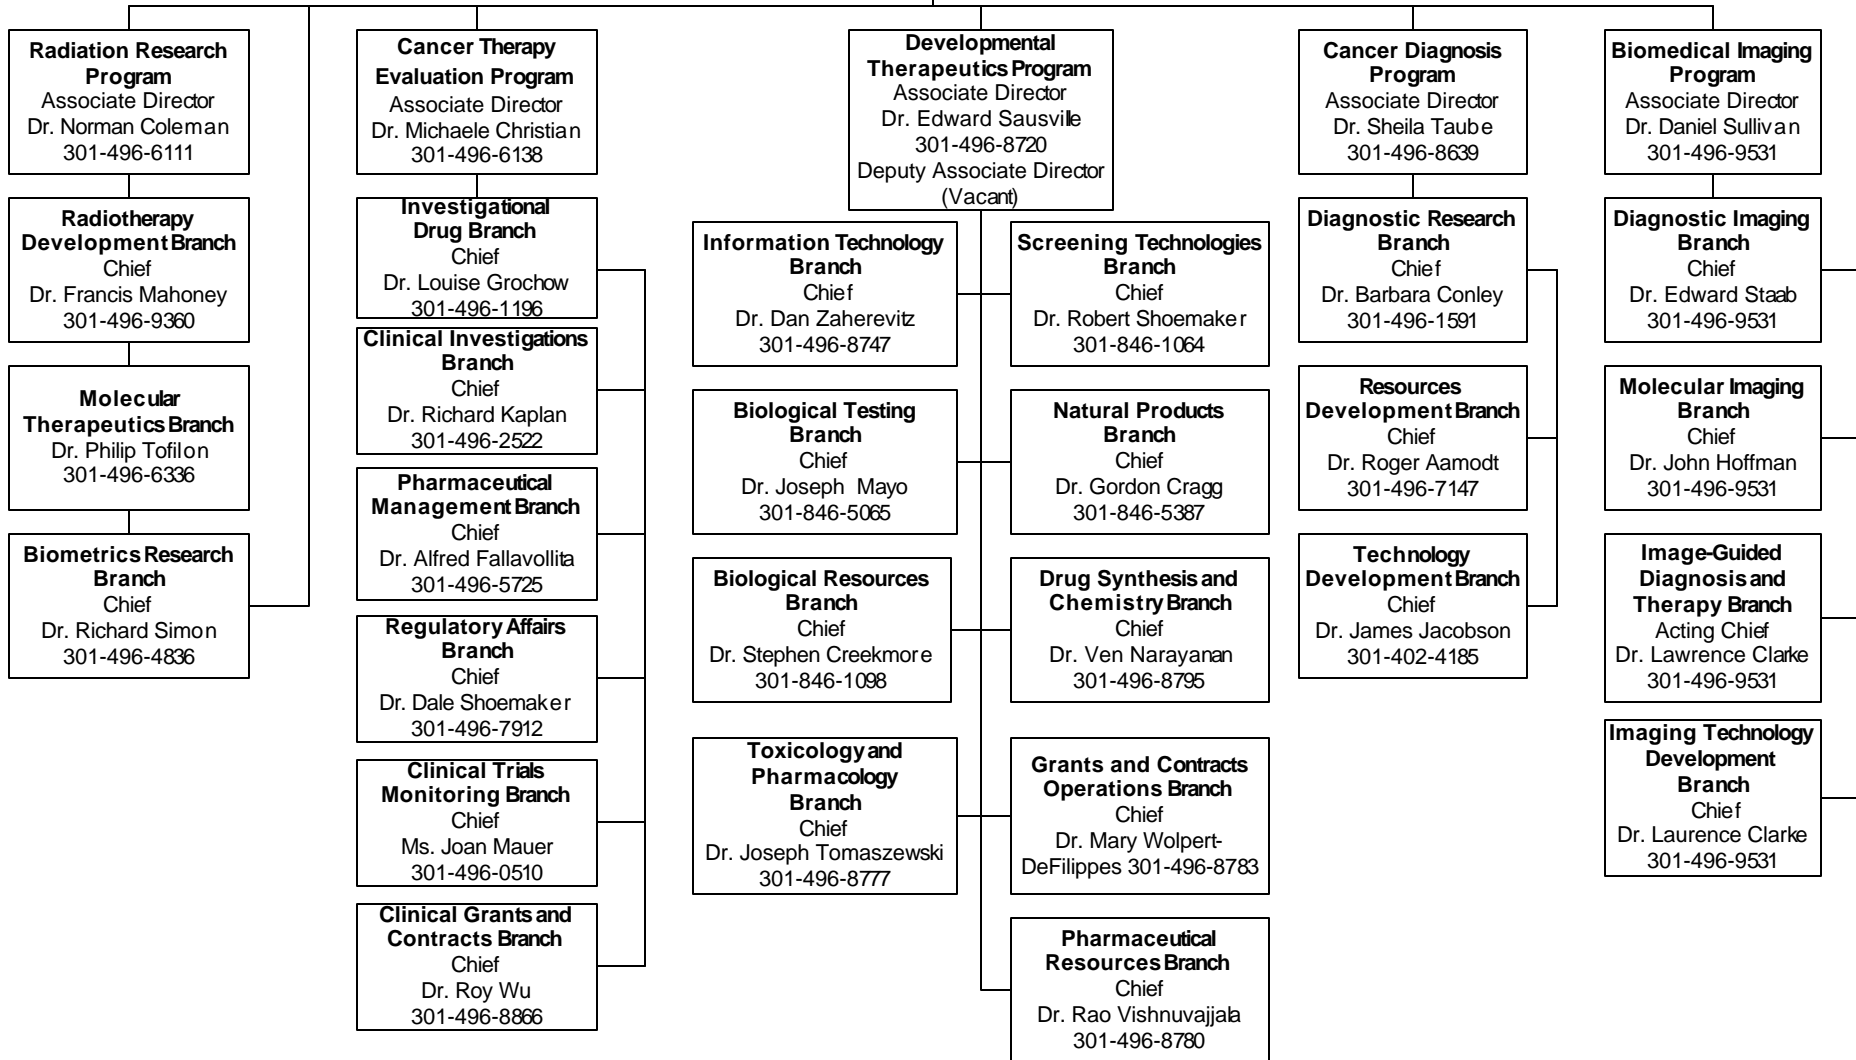 Radiation Research
Program
Associate Director
Dr. Norman Coleman
301-496-6111
Radiotherapy
Development Branch
Chief
Dr. Francis Mahoney
301-496-9360
Molecular
Therapeutics Branch
Dr. Philip Tofilon
301-496-6336
Biometrics Research
Branch
Chief
Dr. Richard Simon
301-496-4836
Cancer Therapy
Evaluation Program
Associate Director
Dr. Michaele Christian
301-496-6138
Investigational
Drug Branch
Chief
Dr. Louise Grochow
301-496-1196
Clinical Investigations
Branch
Chief
Dr. Richard Kaplan
301-496-2522
Pharmaceutical
Management Branch
Chief
Dr. Alfred Fallavollita
301-496-5725
Regulatory Affairs
Branch
Chief
Dr. Dale Shoemaker
301-496-7912
Clinical Trials
Monitoring Branch
Chief
Ms. Joan Mauer
301-496-0510
Clinical Grants and
Contracts Branch
Chief
Dr. Roy Wu
301-496-8866
Developmental
Therapeutics Program
Associate Director
Dr. Edward Sausville
301-496-8720
Deputy Associate Director
(Vacant)
Information Technology
Branch
Chief
Dr. Dan Zaherevitz
301-496-8747
Screening Technologies
Branch
Chief
Dr. Robert Shoemaker
301-846-1064
Biological Testing
Branch
Chief
Dr. Joseph Mayo
301-846-5065
Natural Products
Branch
Chief
Dr. Gordon Cragg
301-846-5387
Biological Resources
Branch
Chief
Dr. Stephen Creekmore
301-846-1098
Drug Synthesis and
Chemistry Branch
Chief
Dr. Ven Narayanan
301-496-8795
Toxicology and
Pharmacology
Branch
Chief
Dr. Joseph Tomaszewski
301-496-8777
Grants and Contracts
Operations Branch
Chief
Dr. Mary Wolpert-
DeFilippes 301-496-8783
Pharmaceutical
Resources Branch
Chief
Dr. Rao Vishnuvajjala
301-496-8780
Cancer Diagnosis
Program
Associate Director
Dr. Sheila Taube
301-496-8639
Diagnostic Research
Branch
Chief
Dr. Barbara Conley
301-496-1591
Resources
Development Branch
Chief
Dr. Roger Aamodt
301-496-7147
Technology
Development Branch
Chief
Dr. James Jacobson
301-402-4185
Biomedical Imaging
Program
Associate Director
Dr. Daniel Sullivan
301-496-9531
Diagnostic Imaging
Branch
Chief
Dr. Edward Staab
301-496-9531
Molecular Imaging
Branch
Chief
Dr. John Hoffman
301-496-9531
Image-Guided
Diagnosis and
Therapy Branch
Acting Chief
Dr. Lawrence Clarke
301-496-9531
Imaging Technology
Development
Branch
Chief
Dr. Laurence Clarke
301-496-9531